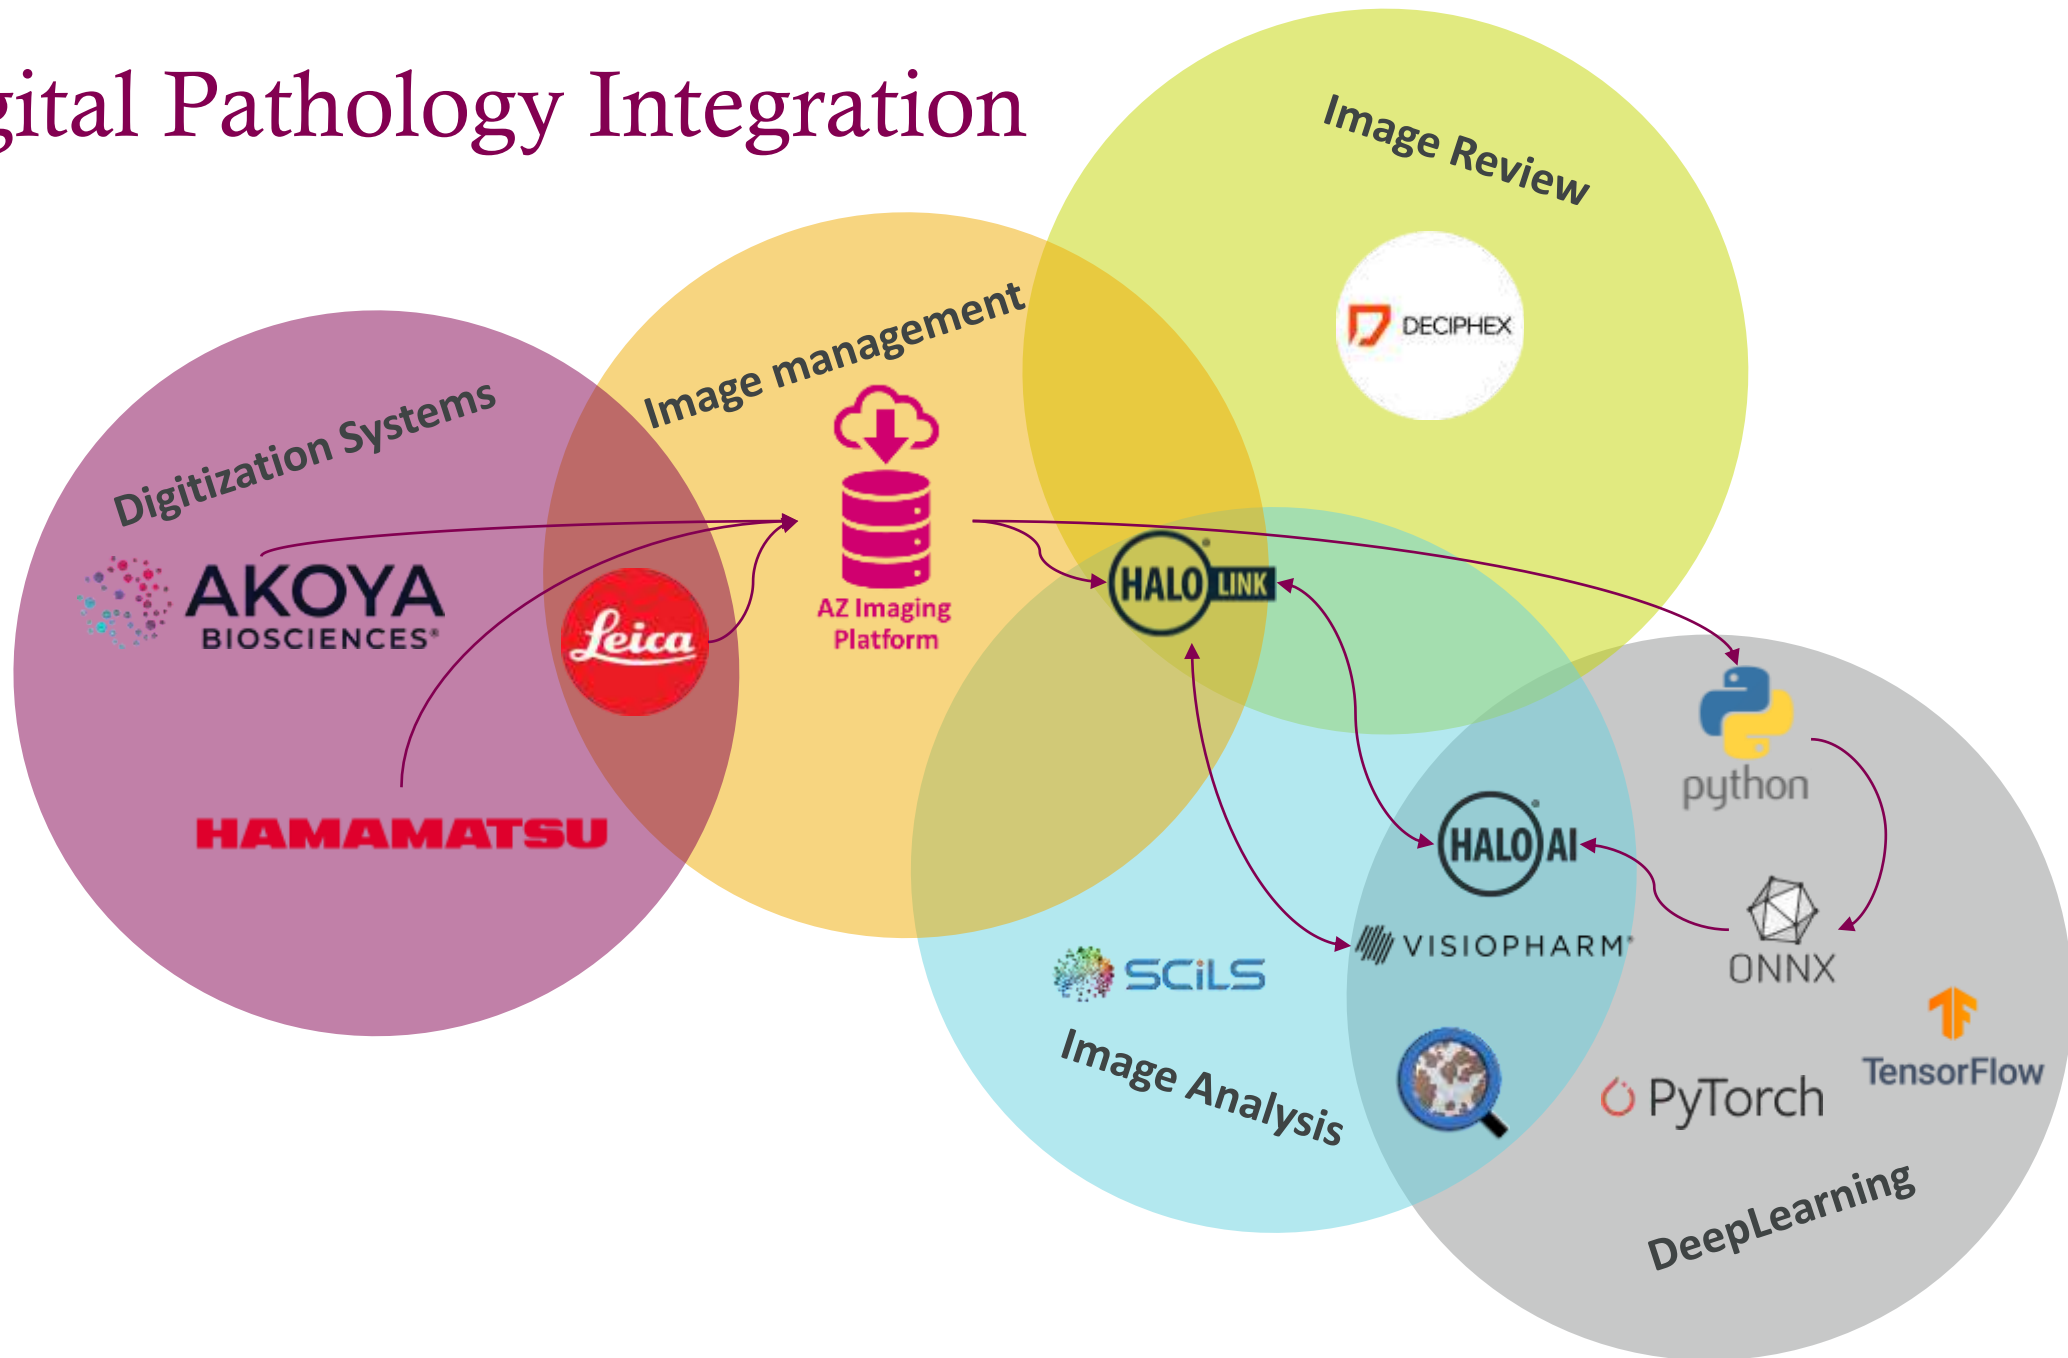 gital Pathology Integration
Image Review
DECIPHEX
Image management
Digitization Systems
AZ Imaging
Platform
AKOYA
BIOSCIENCES®
Leica
HAMAMATSU
HALO® LINK
python
HALO® AI
VISIOPHARM®
ONNX
SCiLS
Image Analysis
PyTorch
TensorFlow
DeepLearning